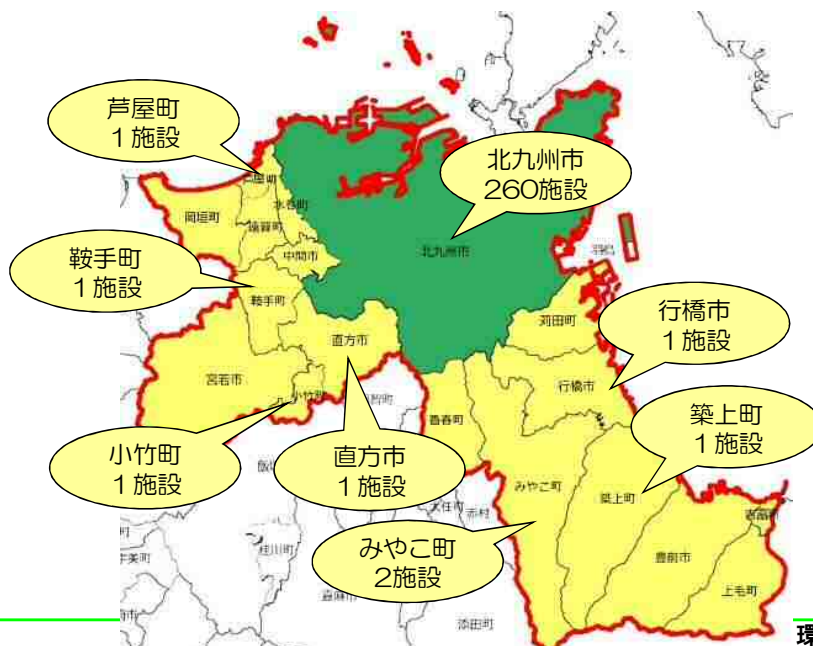 芦屋町
1施設
北九州市
260施設
鞍手町
1施設
行橋市
1施設
築上町
1施設
小竹町
1施設
直方市
1施設
みやこ町
2施設
岡垣町
遠賀町
水巻町
中間市
鞍手町
直方市
宮若市
小竹町
北九州市
苅田町
行橋市
香春町
みやこ町
築上町
豊前市
上毛町
赤村
桂川町
添田町
環